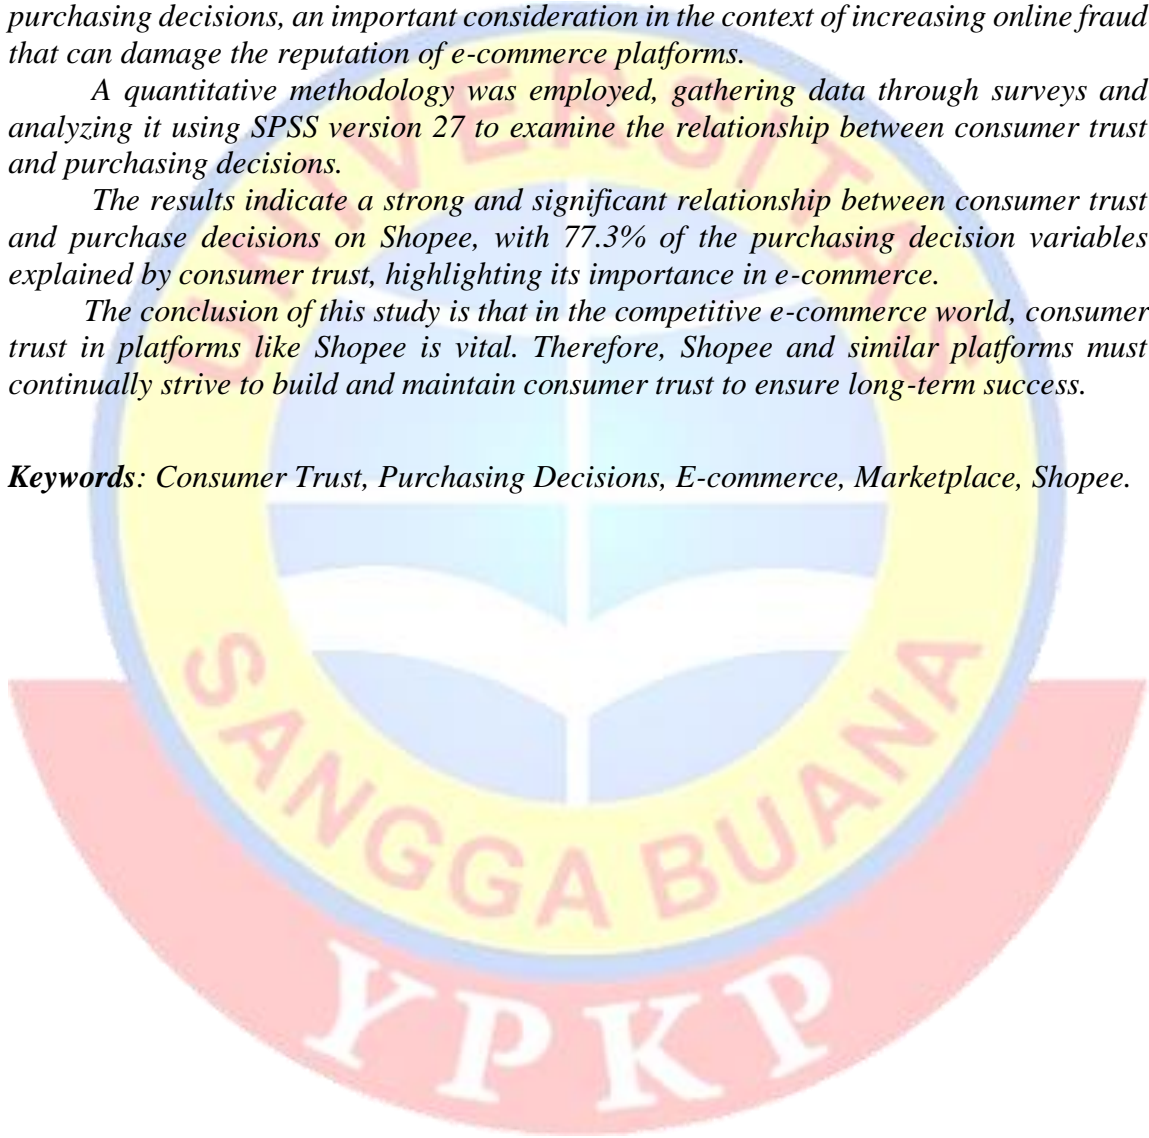 purchasing decisions, an important consideration in the context of increasing online fraud
that can damage the reputation of e-commerce platforms.
A quantitative methodology was employed, gathering data through surveys and
analyzing it using SPSS version 27 to examine the relationship between consumer trust
and purchasing decisions.
The results indicate a strong and significant relationship between consumer trust
and purchase decisions on Shopee, with 77.3% of the purchasing decision variables
explained by consumer trust, highlighting its importance in e-commerce.
The conclusion of this study is that in the competitive e-commerce world, consumer
trust in platforms like Shopee is vital. Therefore, Shopee and similar platforms must
continually strive to build and maintain consumer trust to ensure long-term success.
Keywords: Consumer Trust, Purchasing Decisions, E-commerce, Marketplace, Shopee.
UNIVERSITAS
SANGGA BUANA
YPKP